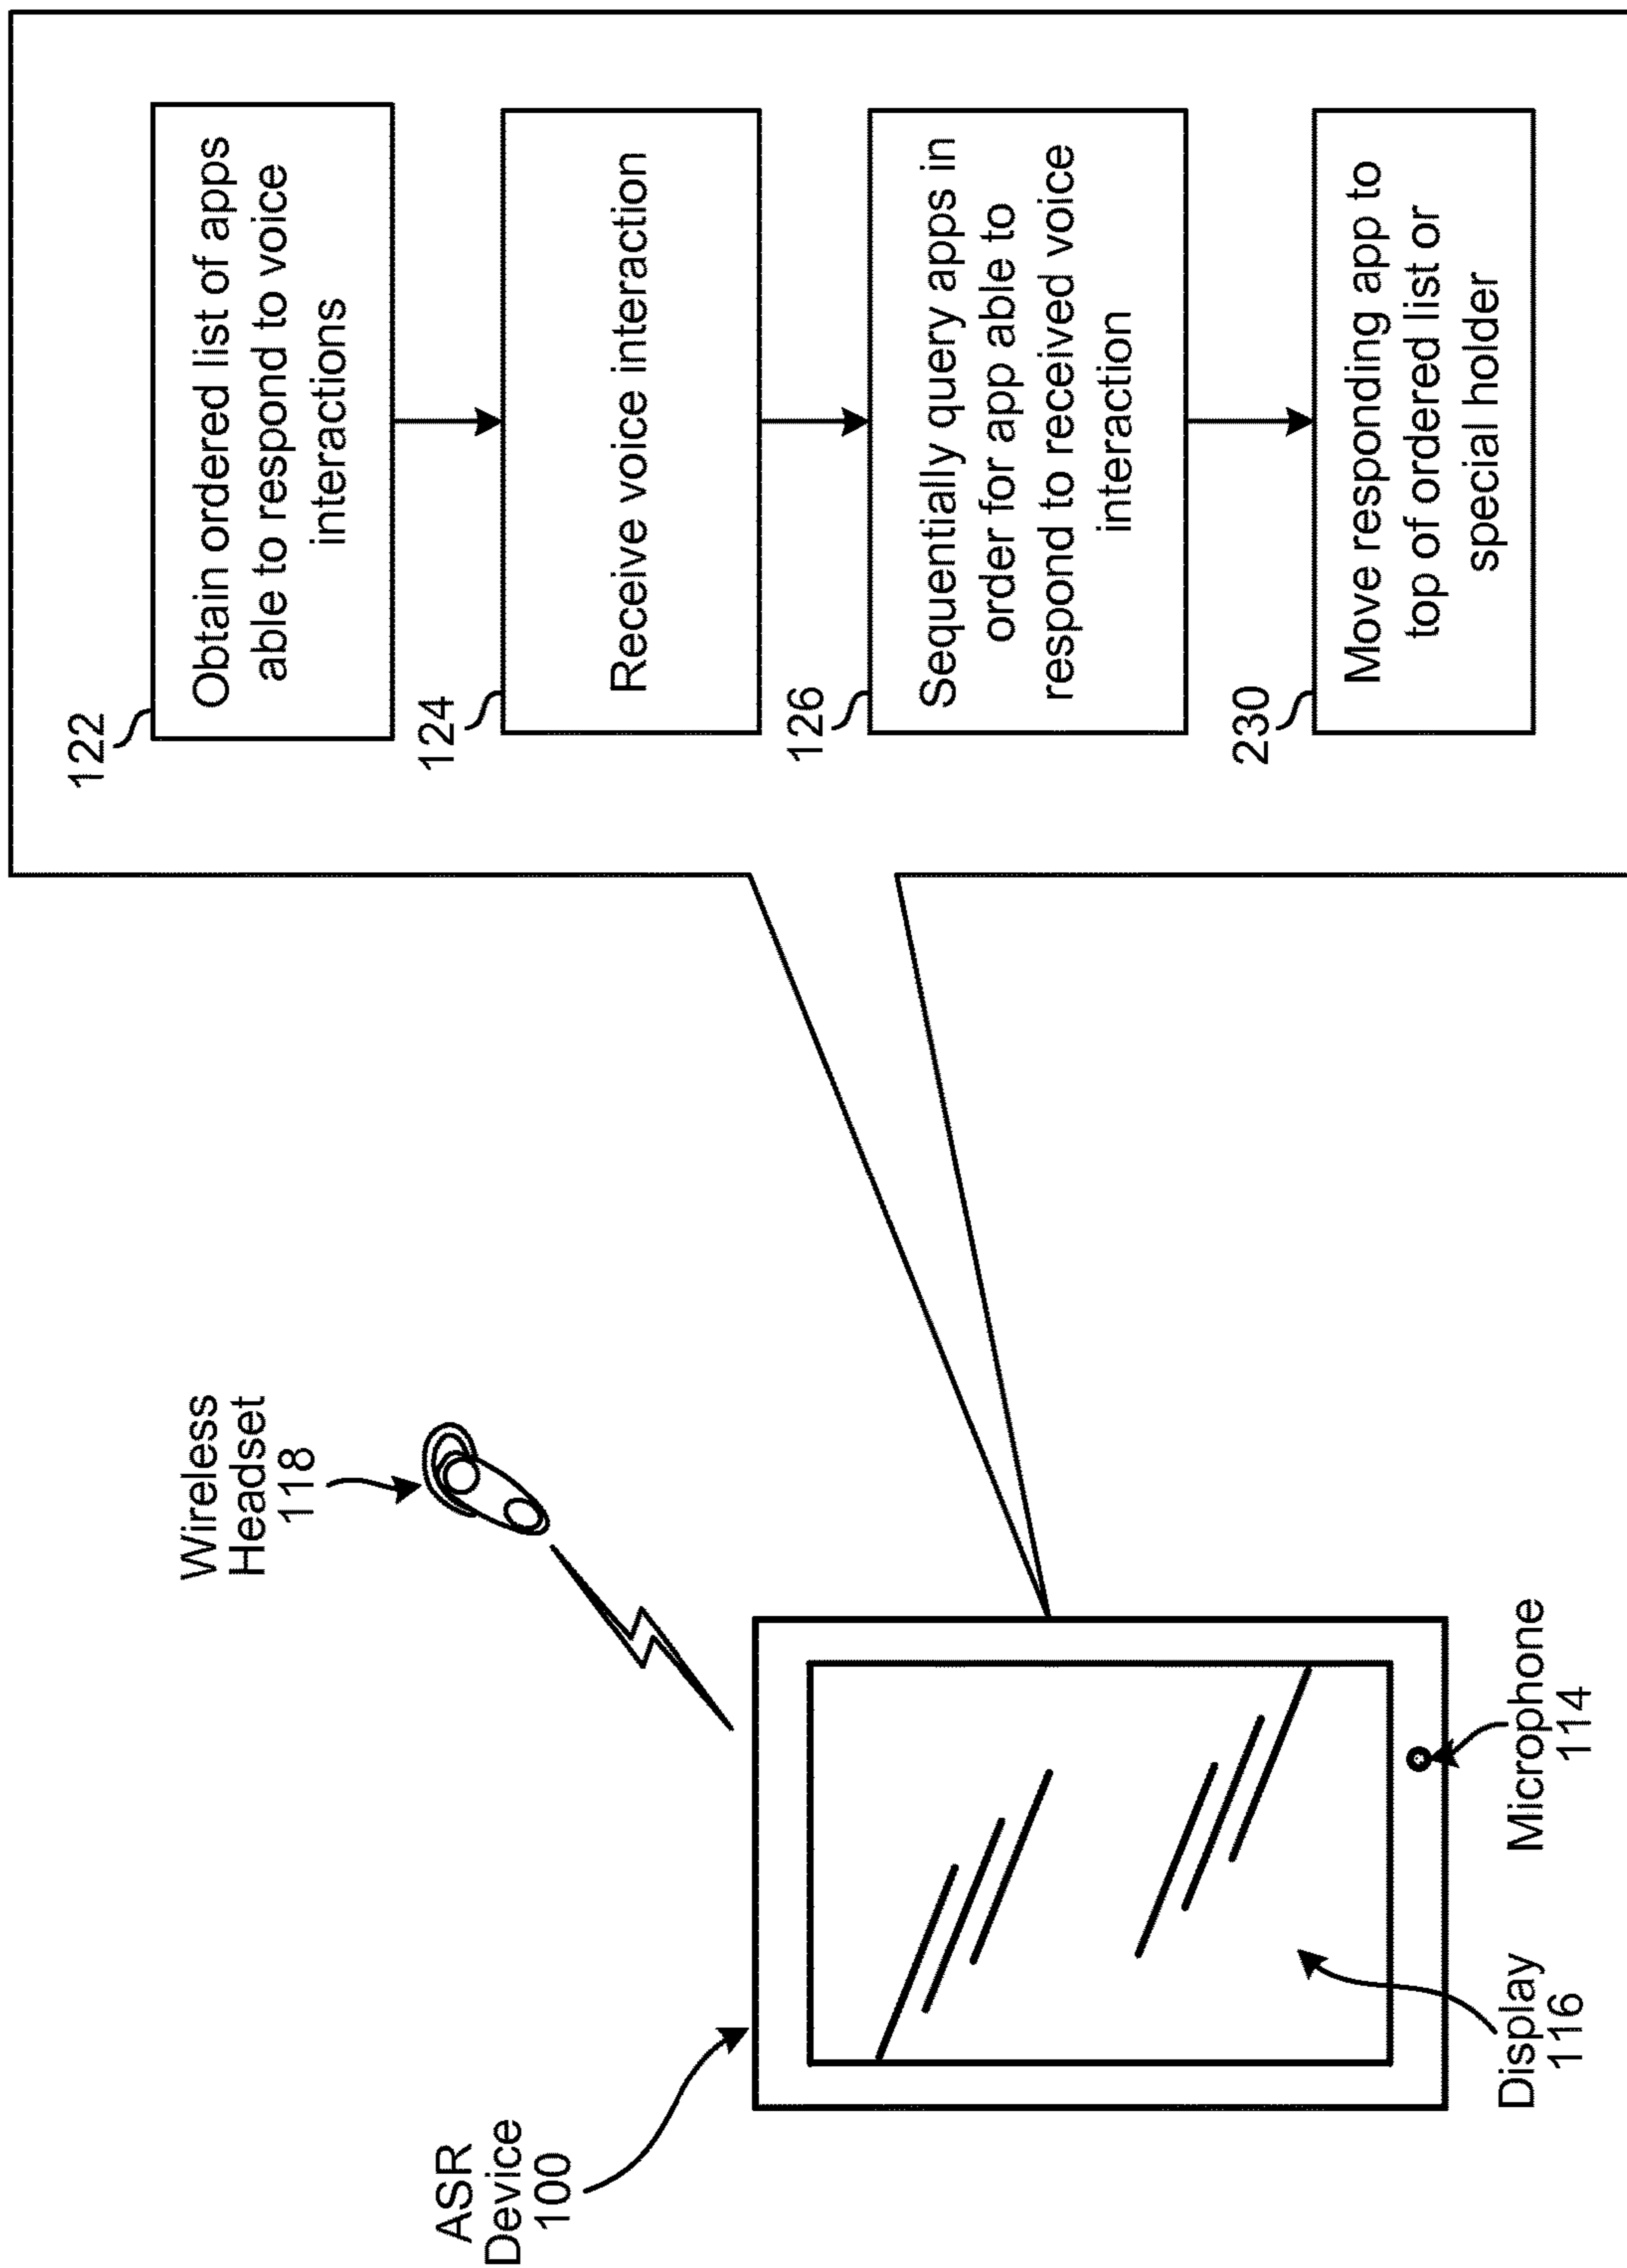 ASR
Device
100
Wireless
Headset
118
Display
116
Microphone
114
122
Obtain ordered list of apps
able to respond to voice
interactions
124
Receive voice interaction
126
Sequentially query apps in
order for app able to
respond to received voice
interaction
230
Move responding app to
top of ordered list or
special holder